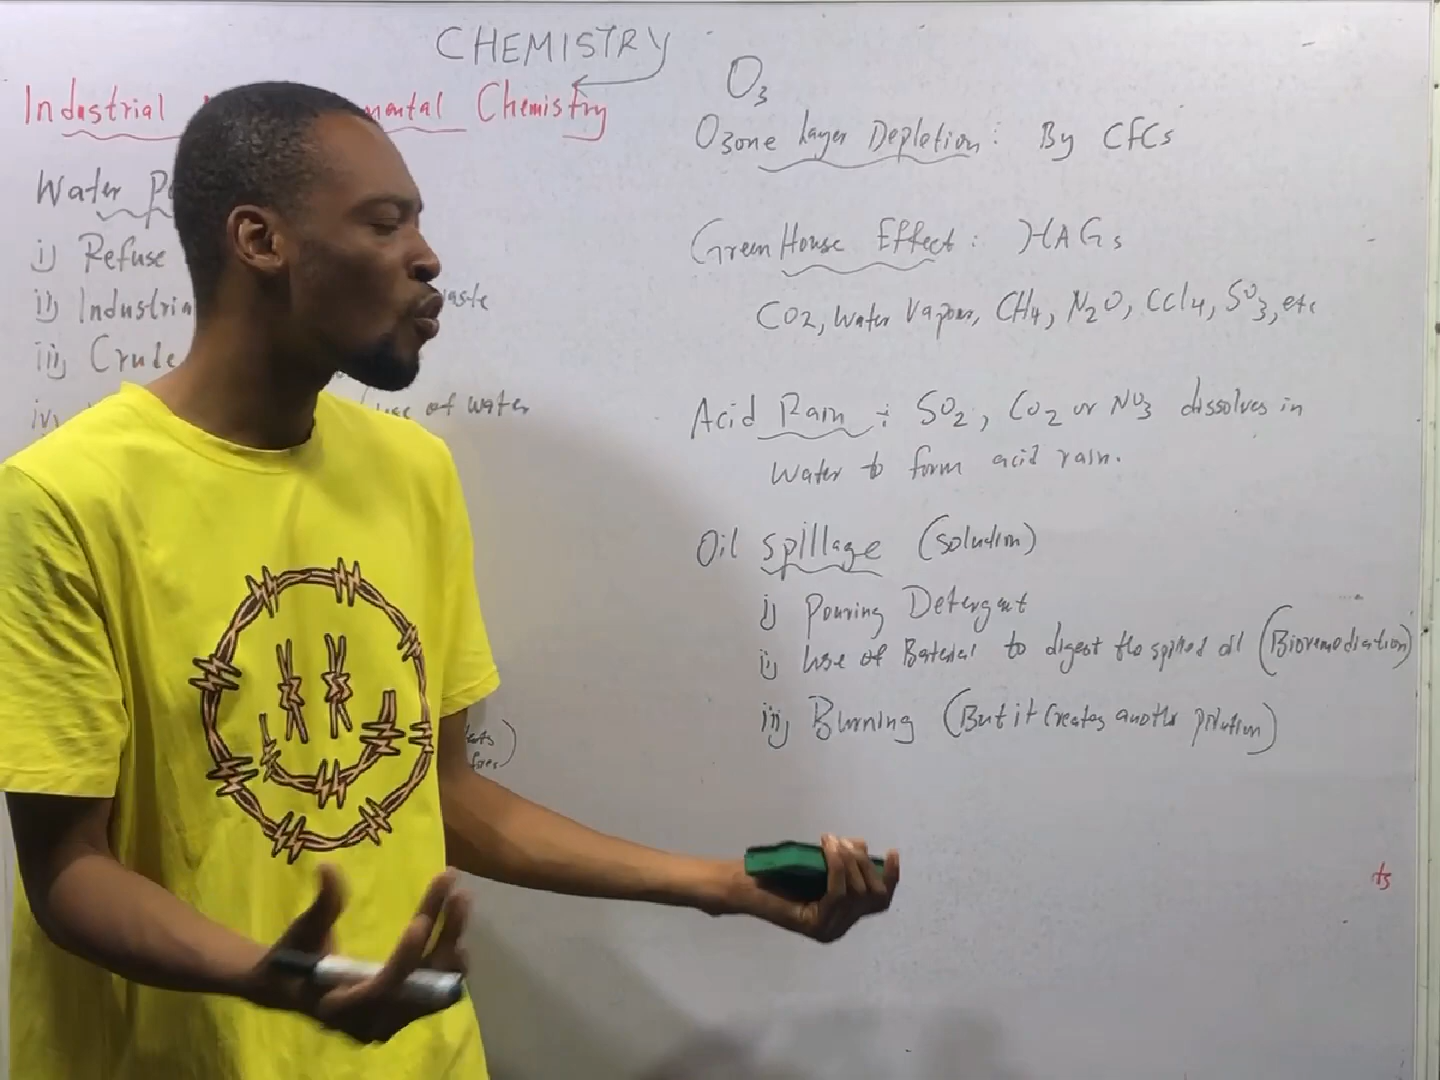 CHEMISTRY
Industrial mental Chemistry
Water
i) Refuse
ii) Industria aste
iii) Crude
iv) use of water
O3
Ozone Layer Depletion: By CFCs
Green House Effect: HAGs
CO2, Water Vapour, CH4, N2O, CCl4, SO3, etc
Acid Rain : SO2, CO2 or NO3 dissolves in
Water to form acid rain.
Oil spillage (solution)
i) Pouring Detergent
ii) Use of Baterial to digest the spilled oil (Bioremediation)
iii) Burning (But it Creates another pollution)
ts